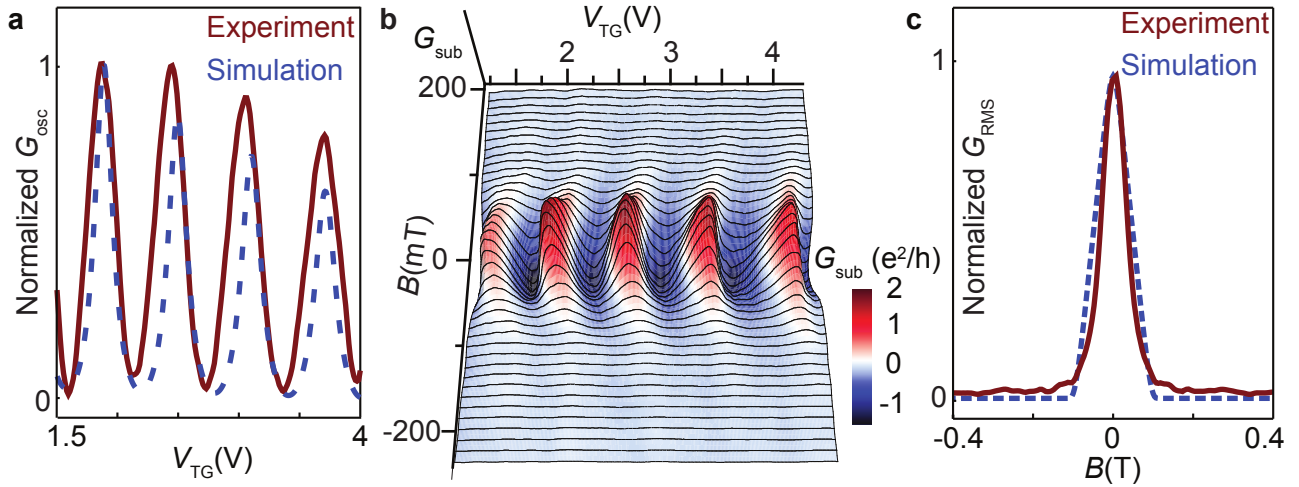 a
Experiment
Simulation
1
0
Normalized G_osc
1.5
4
V_TG(V)
b
V_TG(V)
G_sub
2
3
4
200
0
-200
B(mT)
G_sub (e²/h)
2
1
0
-1
c
Experiment
Simulation
1
0
Normalized G_RMS
-0.4
0
0.4
B(T)